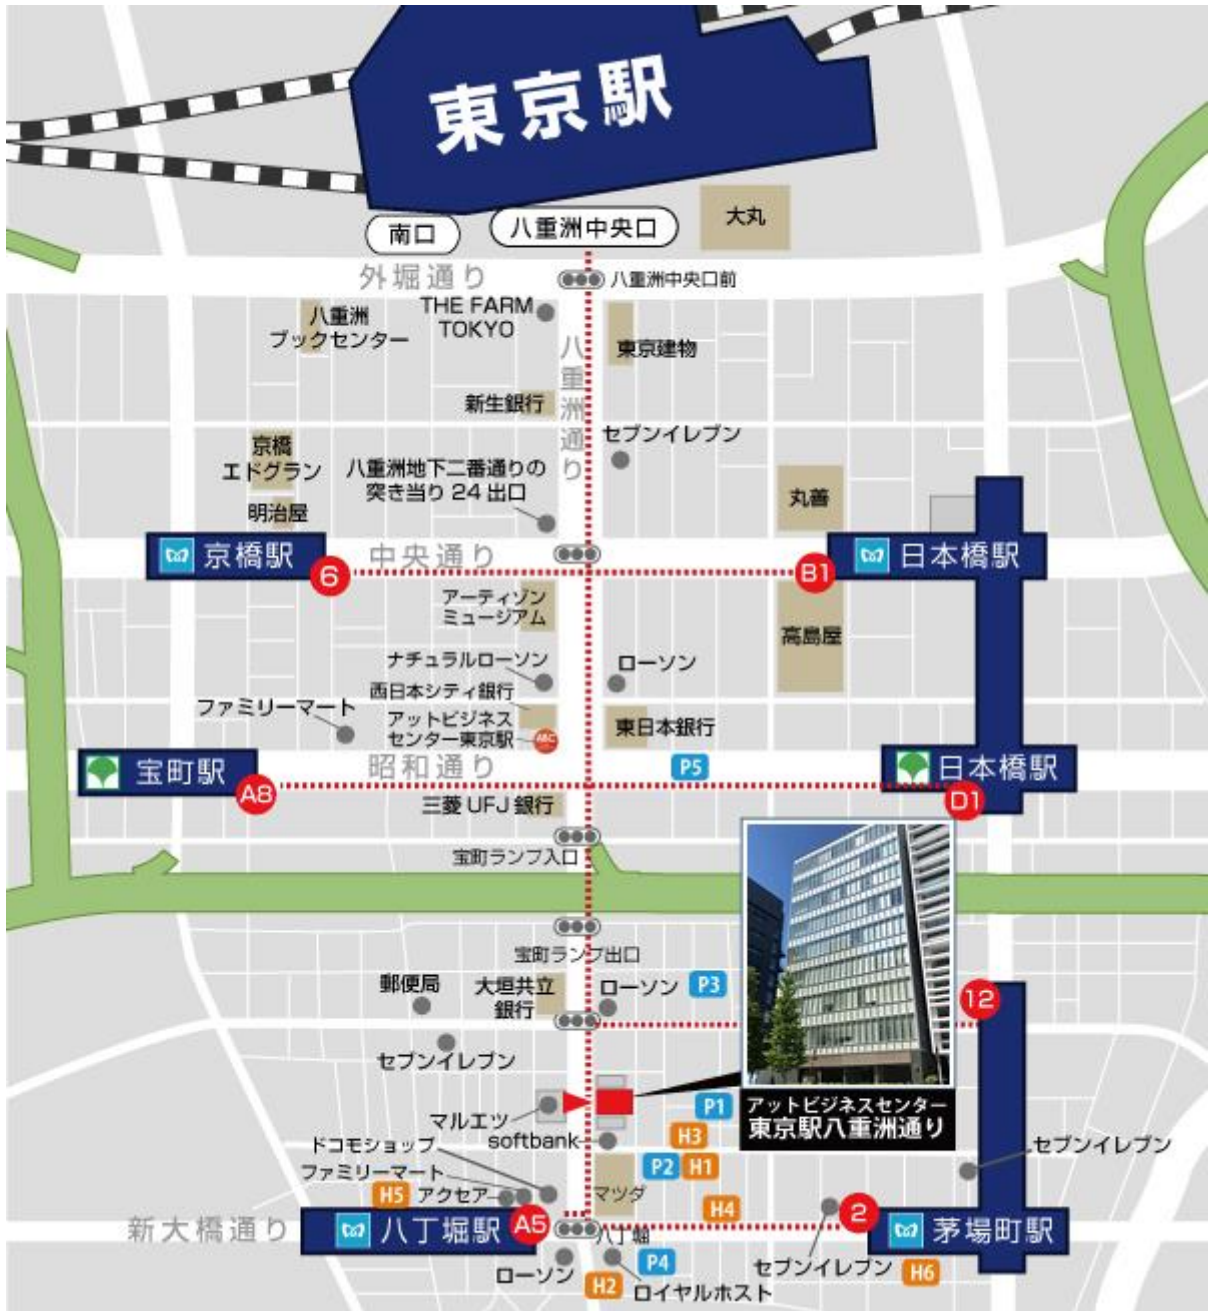 東京駅
南口
八重洲中央口
大丸
外堀通り
八重洲中央口前
八重洲
ブックセンター
THE FARM
TOKYO
八重洲通り
東京建物
新生銀行
セブンイレブン
京橋
エドグラン
八重洲地下二番通りの
突き当り 24 出口
丸善
明治屋
京橋駅
6
中央通り
B1
日本橋駅
アーティゾン
ミュージアム
高島屋
ナチュラルローソン
ローソン
西日本シティ銀行
ファミリーマート
アットビジネス
センター東京駅
ABC
東日本銀行
宝町駅
A8
昭和通り
P5
日本橋駅
D1
三菱 UFJ 銀行
宝町ランプ入口
宝町ランプ出口
郵便局
大垣共立
銀行
ローソン
P3
12
セブンイレブン
マルエツ
P1
アットビジネスセンター
東京駅八重洲通り
softbank
H3
ドコモショップ
セブンイレブン
ファミリーマート
P2
H1
H5
アクセア
マツダ
H4
新大橋通り
八丁堀駅
A5
八丁堀
2
茅場町駅
ローソン
P4
H2
ロイヤルホスト
セブンイレブン
H6